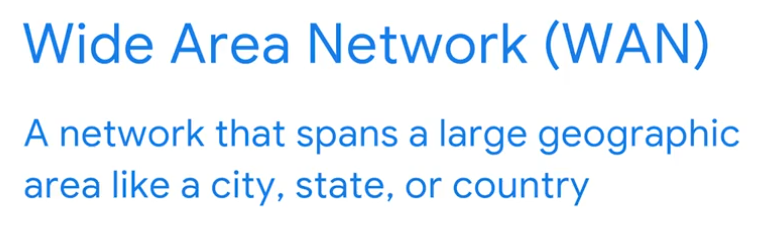 Wide Area Network (WAN)
A network that spans a large geographic
area like a city, state, or country